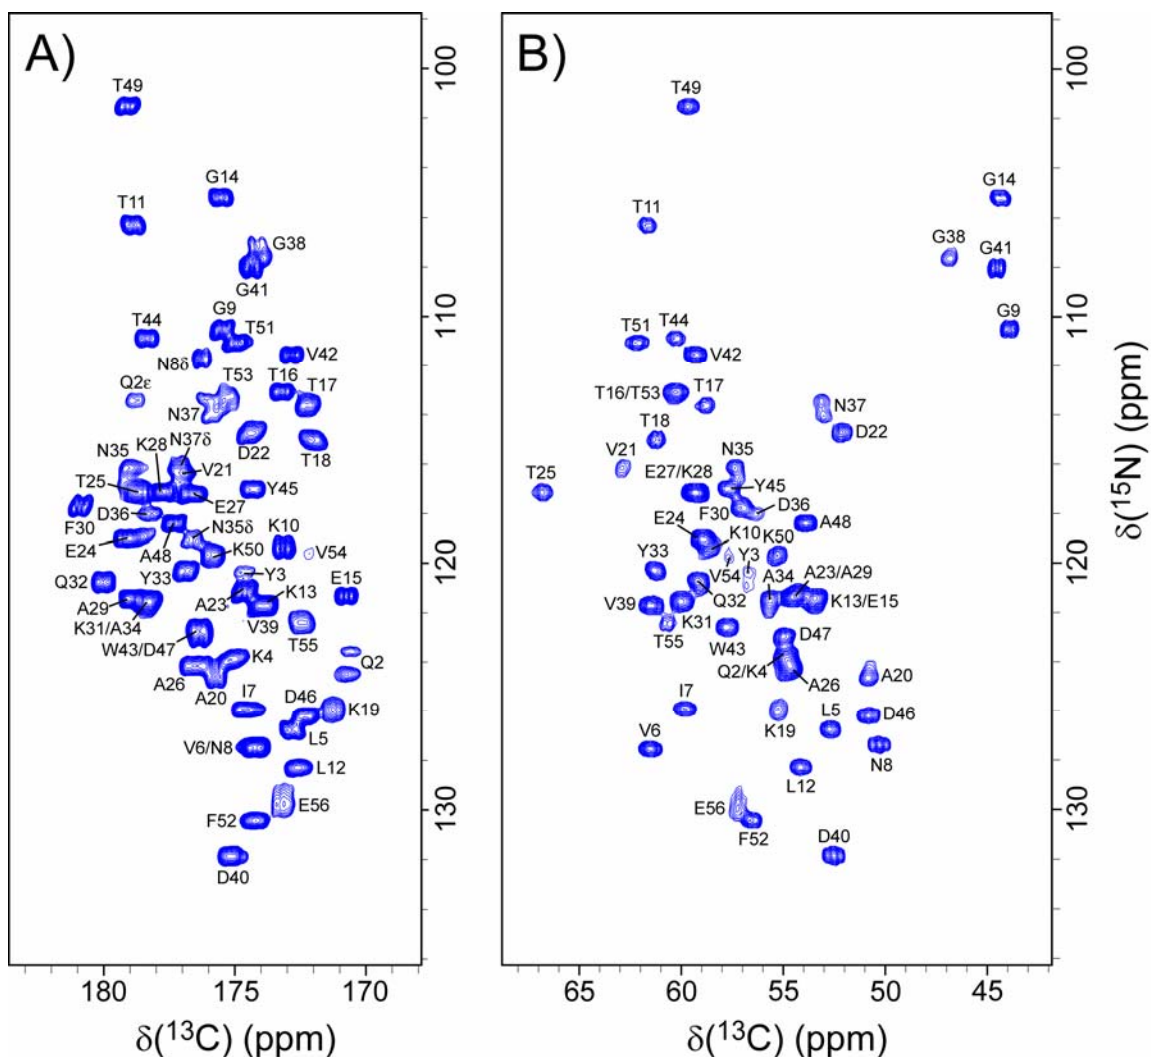 A)
T49
G14
T11
G38
G41
G9
T44
T51
N8δ
V42
T53
T16
Q2ε
T17
N37
K28
N37δ
D22
N35
T18
V21
T25
Y45
E27
D36
F30
N35δ
K10
E24
A48
K50
V54
Y33
Y3
Q32
E15
A23
K13
A29
V39
K31/A34
T55
W43/D47
K4
Q2
A26
A20
I7
D46
K19
L5
V6/N8
L12
E56
F52
D40
180
175
170
δ(13C) (ppm)
B)
T49
G14
T11
G38
G41
G9
T51
T44
V42
T16/T53
T17
N37
T18
D22
V21
N35
T25
E27/K28
Y45
F30
D36
E24
A48
K10
K50
Y33
V54
Y3
A34
A23/A29
Q32
K13/E15
V39
K31
T55
W43
D47
Q2/K4
A26
A20
I7
K19
L5
D46
V6
N8
L12
E56
F52
D40
65
60
55
50
45
δ(13C) (ppm)
100
110
120
130
δ(15N) (ppm)